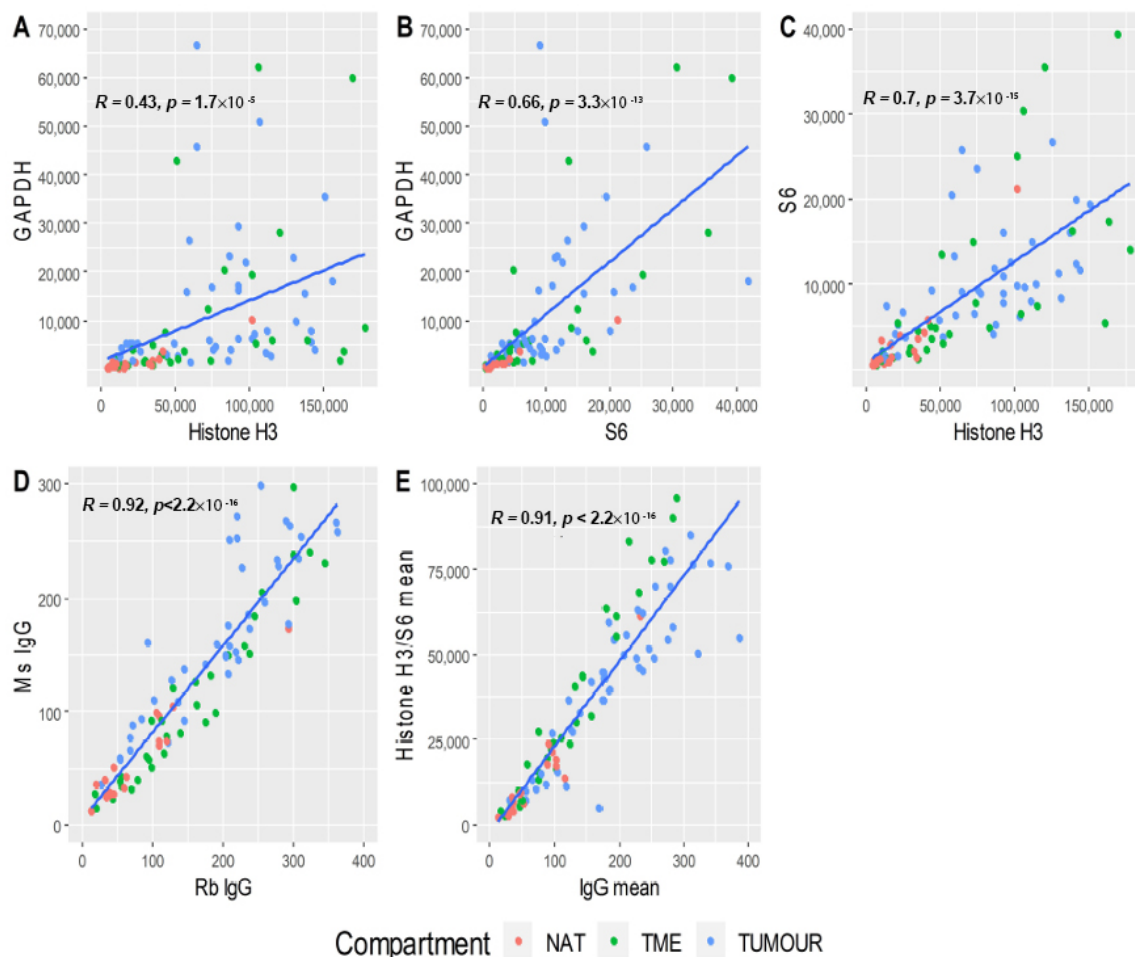 A
70,000
60,000
50,000
40,000
30,000
20,000
10,000
GAPDH
R = 0.43, p = 1.7×10 -5
0 50,000 100,000 150,000
Histone H3
B
70,000
60,000
50,000
40,000
30,000
20,000
10,000
GAPDH
R = 0.66, p = 3.3×10 -13
0 10,000 20,000 30,000 40,000
S6
C
40,000
30,000
20,000
10,000
0
S6
R = 0.7, p = 3.7×10 -15
0 50,000 100,000 150,000
Histone H3
D
300
200
100
0
Ms IgG
R = 0.92, p<2.2×10 -16
0 100 200 300 400
Rb IgG
E
100,000
75,000
50,000
25,000
0
Histone H3/S6 mean
R = 0.91, p < 2.2×10 -16
0 100 200 300 400
IgG mean
Compartment NAT TME TUMOUR